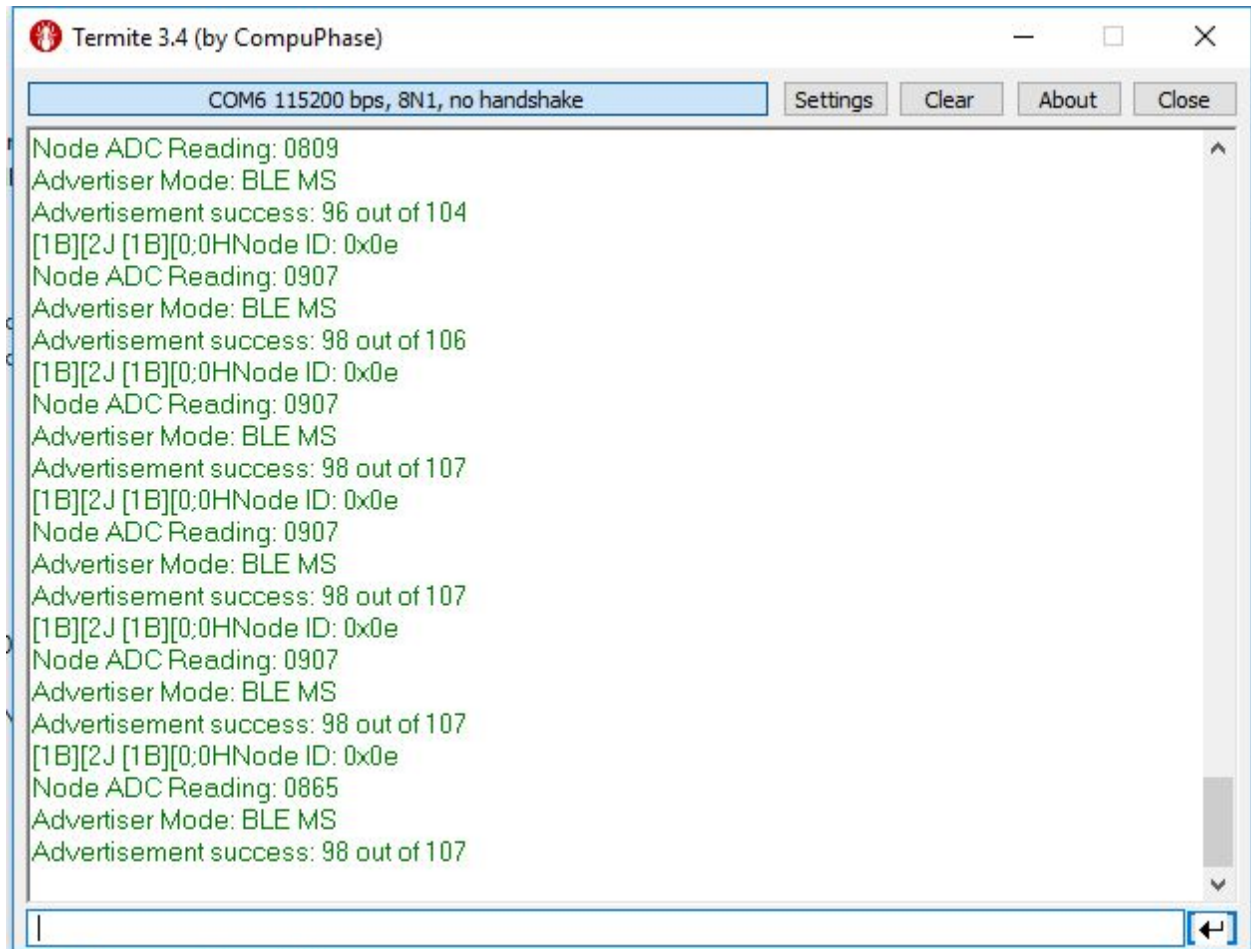 Termite 3.4 (by CompuPhase)
COM6 115200 bps, 8N1, no handshake
Settings
Clear
About
Close
Node ADC Reading: 0809
Advertiser Mode: BLE MS
Advertisement success: 96 out of 104
[1B][2J [1B][0;0HNode ID: 0x0e
Node ADC Reading: 0907
Advertiser Mode: BLE MS
Advertisement success: 98 out of 106
[1B][2J [1B][0;0HNode ID: 0x0e
Node ADC Reading: 0907
Advertiser Mode: BLE MS
Advertisement success: 98 out of 107
[1B][2J [1B][0;0HNode ID: 0x0e
Node ADC Reading: 0907
Advertiser Mode: BLE MS
Advertisement success: 98 out of 107
[1B][2J [1B][0;0HNode ID: 0x0e
Node ADC Reading: 0907
Advertiser Mode: BLE MS
Advertisement success: 98 out of 107
[1B][2J [1B][0;0HNode ID: 0x0e
Node ADC Reading: 0865
Advertiser Mode: BLE MS
Advertisement success: 98 out of 107